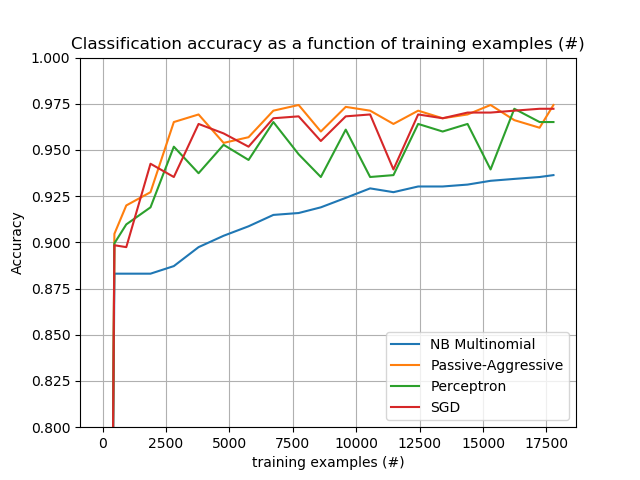 Classification accuracy as a function of training examples (#)
1.000
0.975
0.950
0.925
0.900
0.875
0.850
0.825
0.800
Accuracy
NB Multinomial
Passive-Aggressive
Perceptron
SGD
0 2500 5000 7500 10000 12500 15000 17500
training examples (#)